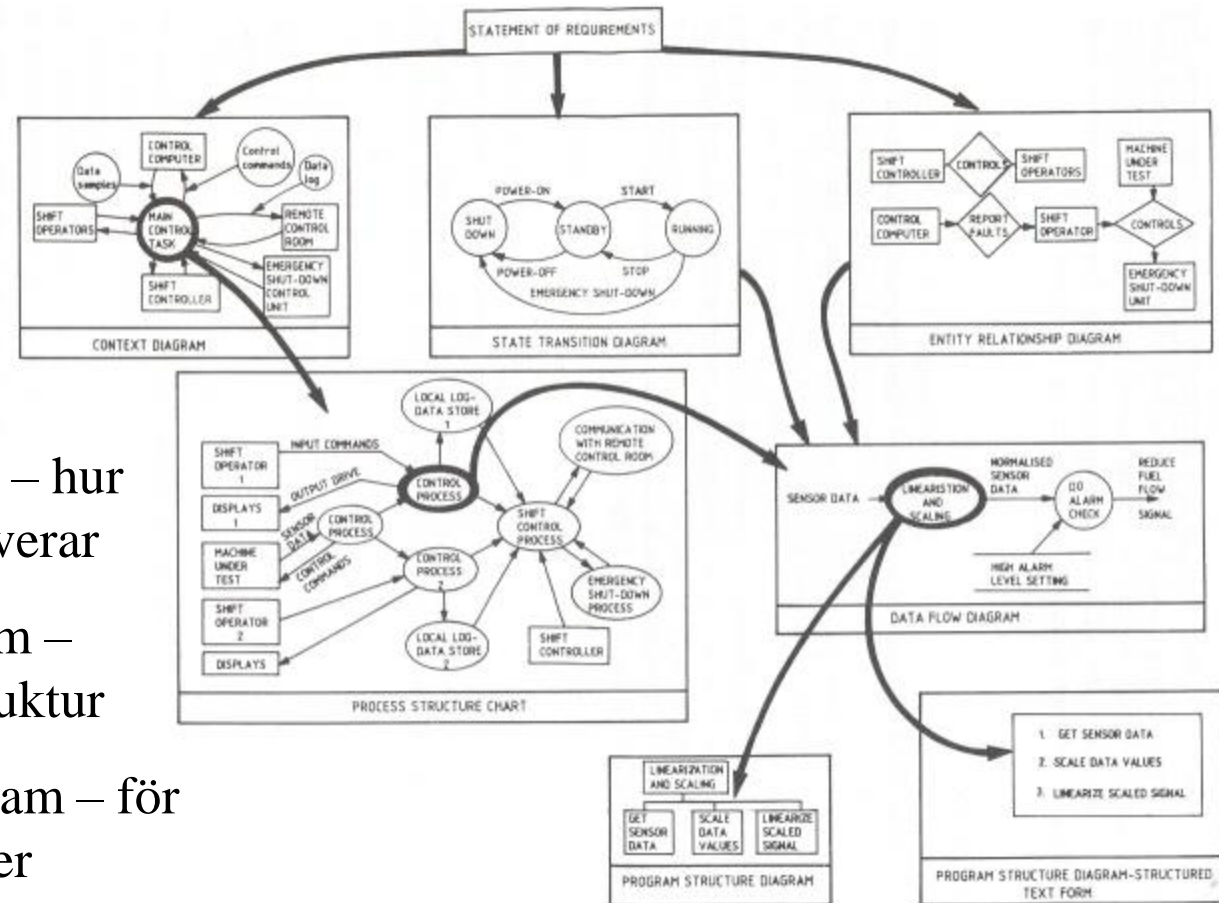 STATEMENT OF REQUIREMENTS
Data
samples
CONTROL
COMPUTER
Control
commands
Data
log
SHIFT
OPERATORS
MAIN
CONTROL
TASK
REMOTE
CONTROL
ROOM
EMERGENCY
SHUT-DOWN
CONTROL
UNIT
SHIFT
CONTROLLER
CONTEXT DIAGRAM
POWER-ON
START
SHUT
DOWN
STANDBY
RUNNING
POWER-OFF
STOP
EMERGENCY SHUT-DOWN
STATE TRANSITION DIAGRAM
SHIFT
CONTROLLER
CONTROLS
SHIFT
OPERATORS
MACHINE
UNDER
TEST
CONTROL
COMPUTER
REPORT
FAULTS
SHIFT
OPERATOR
CONTROLS
EMERGENCY
SHUT-DOWN
UNIT
ENTITY RELATIONSHIP DIAGRAM
– hur
verar
m –
uktur
am – för
er
LOCAL LOG-
DATA STORE
1
COMMUNICATION
WITH REMOTE
CONTROL ROOM
SHIFT
OPERATOR
1
INPUT COMMANDS
CONTROL
PROCESS
DISPLAYS
1
OUTPUT DRIVE
SENSOR
DATA
CONTROL
PROCESS
SHIFT
CONTROL
PROCESS
MACHINE
UNDER
TEST
CONTROL
COMMANDS
CONTROL
PROCESS
2
EMERGENCY
SHUT-DOWN
PROCESS
SHIFT
OPERATOR
2
LOCAL LOG-
DATA STORE
2
SHIFT
CONTROLLER
DISPLAYS
PROCESS STRUCTURE CHART
SENSOR DATA
LINEARISTION
AND
SCALING
NORMALISED
SENSOR
DATA
DO
ALARM
CHECK
REDUCE
FUEL
FLOW
SIGNAL
HIGH ALARM
LEVEL SETTING
DATA FLOW DIAGRAM
LINEARIZATION
AND SCALING
GET
SENSOR
DATA
SCALE
DATA
VALUES
LINEARIZE
SCALED
SIGNAL
PROGRAM STRUCTURE DIAGRAM
1. GET SENSOR DATA
2. SCALE DATA VALUES
3. LINEARIZE SCALED SIGNAL
PROGRAM STRUCTURE DIAGRAM-STRUCTURED
TEXT FORM